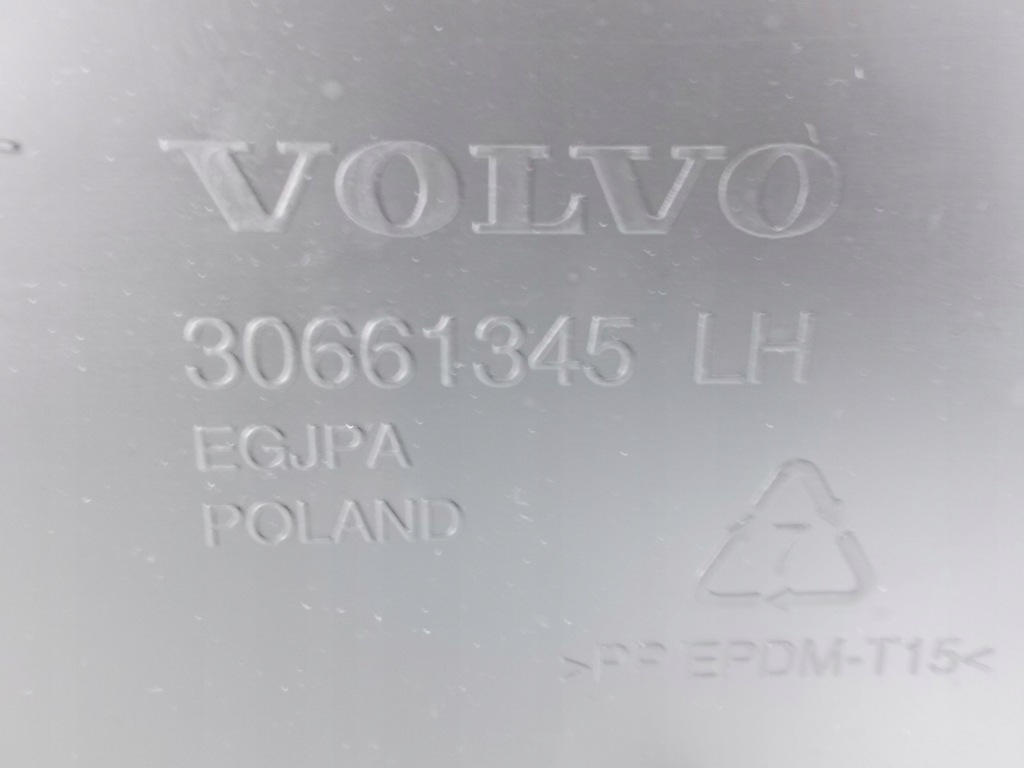 VOLVO
30661345 LH
EGJPA
POLAND
7
>PP EPDM-T15<